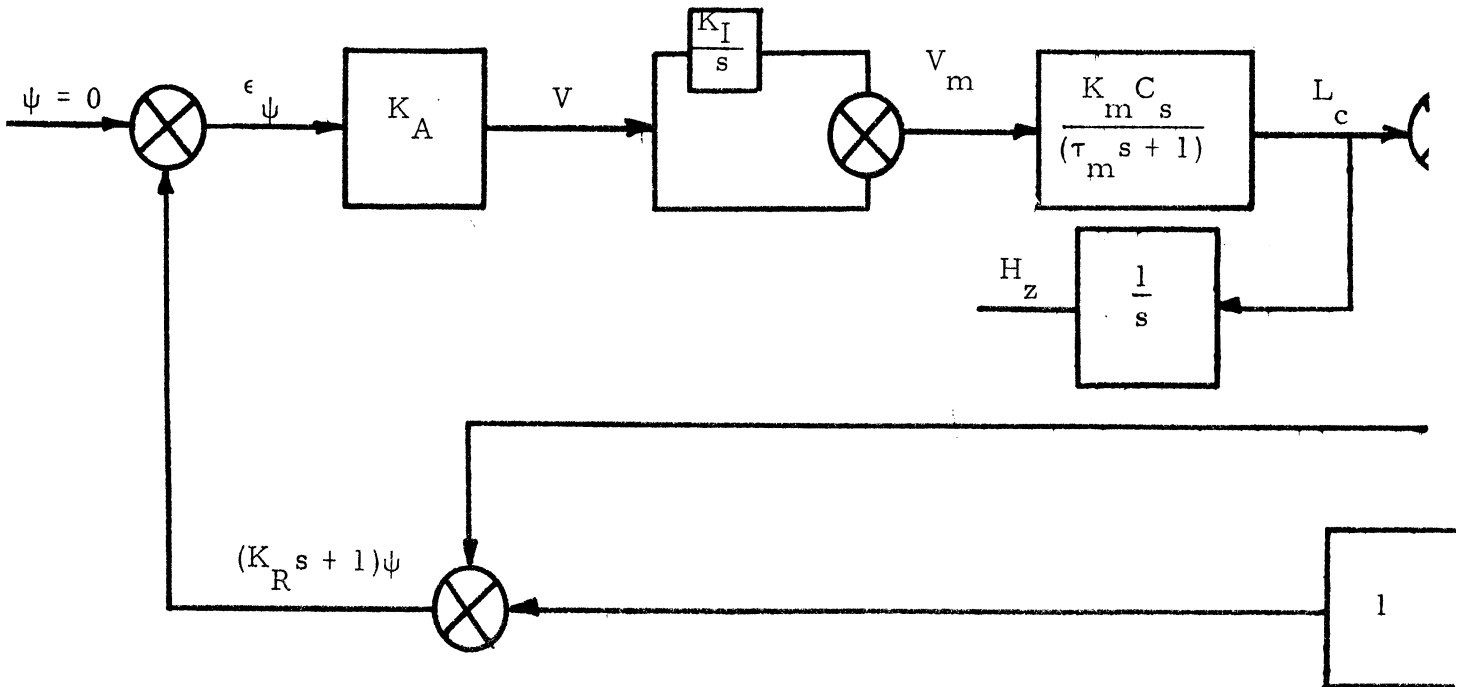 ψ = 0
ϵ_ψ
K_A
V
K_I
s
V_m
K_m C_s
(τ_m s + 1)
L_c
H_z
1
s
(K_R s + 1)ψ
1